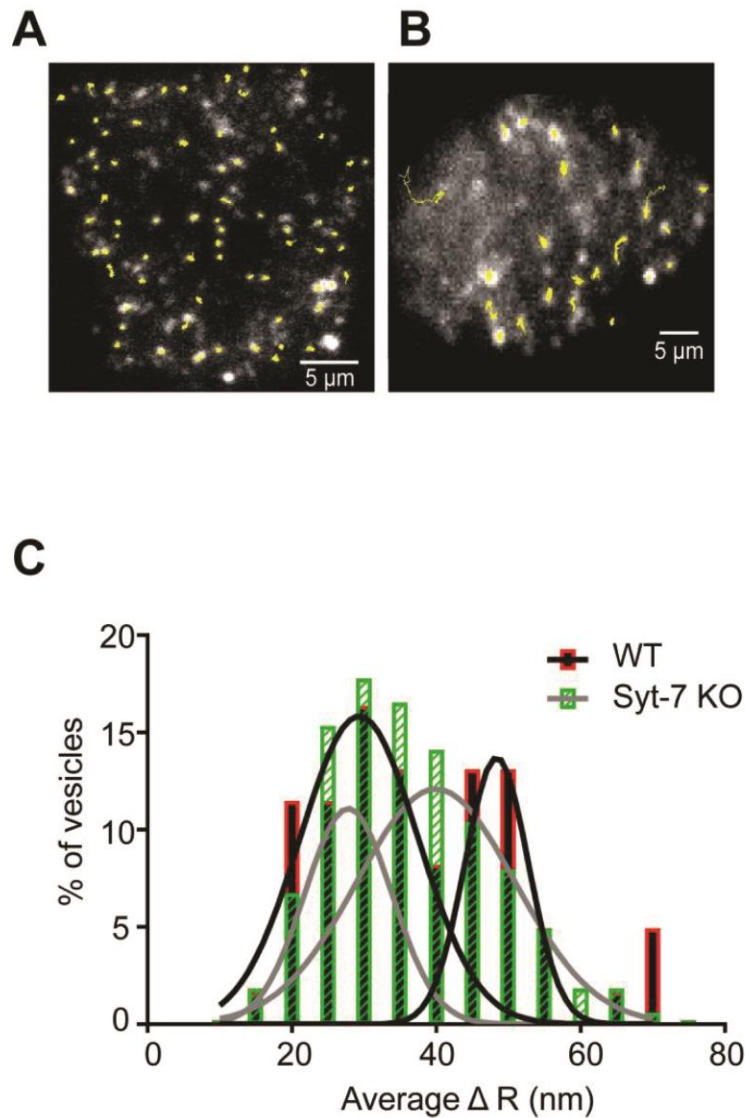 A
B
5 µm
5 µm
C
20
15
10
5
0
% of vesicles
WT
Syt-7 KO
0
20
40
60
80
Average Δ R (nm)